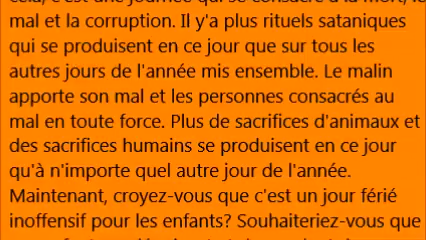 cela, c'est une journée qui se consacre à la mort, le
mal et la corruption. Il y'a plus rituels sataniques
qui se produisent en ce jour que sur tous les
autres jours de l'année mis ensemble. Le malin
apporte son mal et les personnes consacrés au
mal en toute force. Plus de sacrifices d'animaux et
des sacrifices humains se produisent en ce jour
qu'à n'importe quel autre jour de l'année.
Maintenant, croyez-vous que c'est un jour férié
inoffensif pour les enfants? Souhaiteriez-vous que